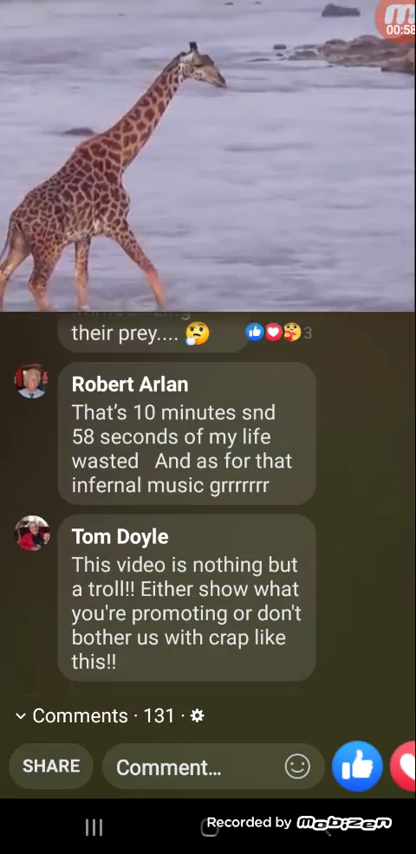 00:58
their prey.... 3
Robert Arlan
That's 10 minutes snd
58 seconds of my life
wasted And as for that
infernal music grrrrrrr
Tom Doyle
This video is nothing but
a troll!! Either show what
you're promoting or don't
bother us with crap like
this!!
Comments · 131 ·
SHARE
Comment...
Recorded by mobizen